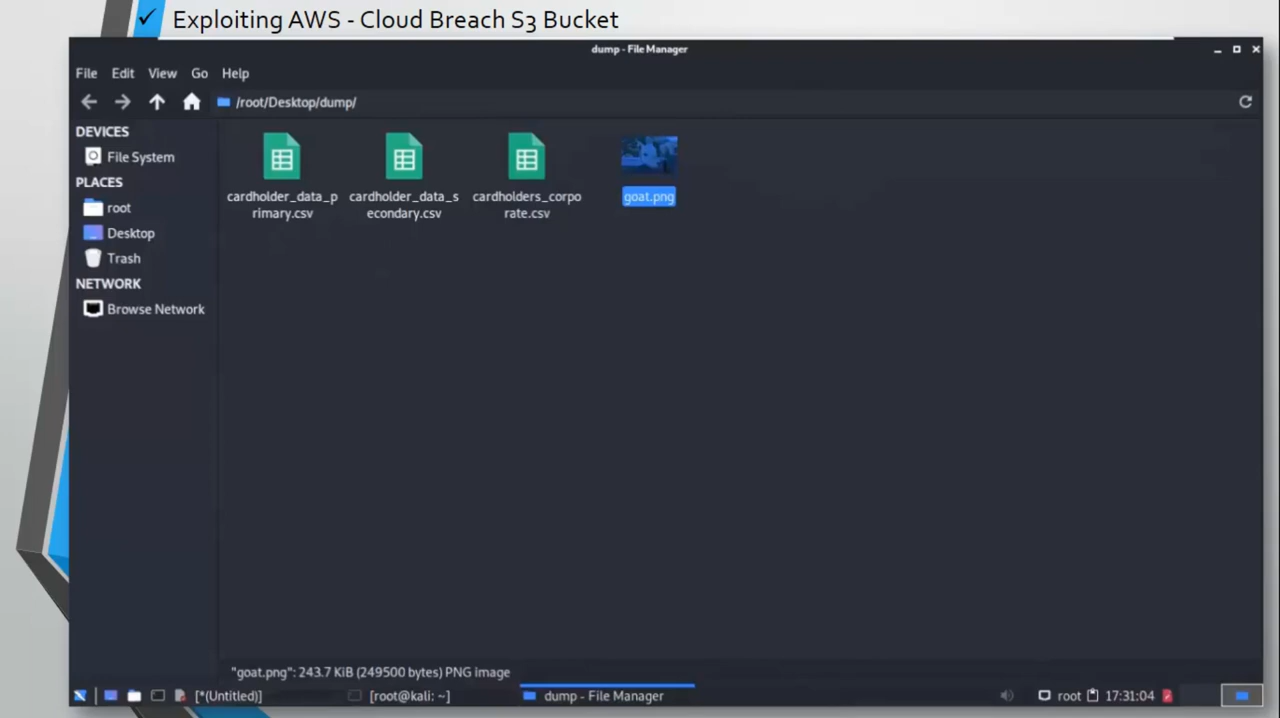 ✓ Exploiting AWS - Cloud Breach S3 Bucket
dump - File Manager
File Edit View Go Help
/root/Desktop/dump/
DEVICES
File System
PLACES
root
Desktop
Trash
NETWORK
Browse Network
cardholder_data_p
rimary.csv
cardholder_data_s
econdary.csv
cardholders_corpo
rate.csv
goat.png
"goat.png": 243.7 KiB (249500 bytes) PNG image
[*(Untitled)] [root@kali: ~] dump - File Manager root 17:31:04